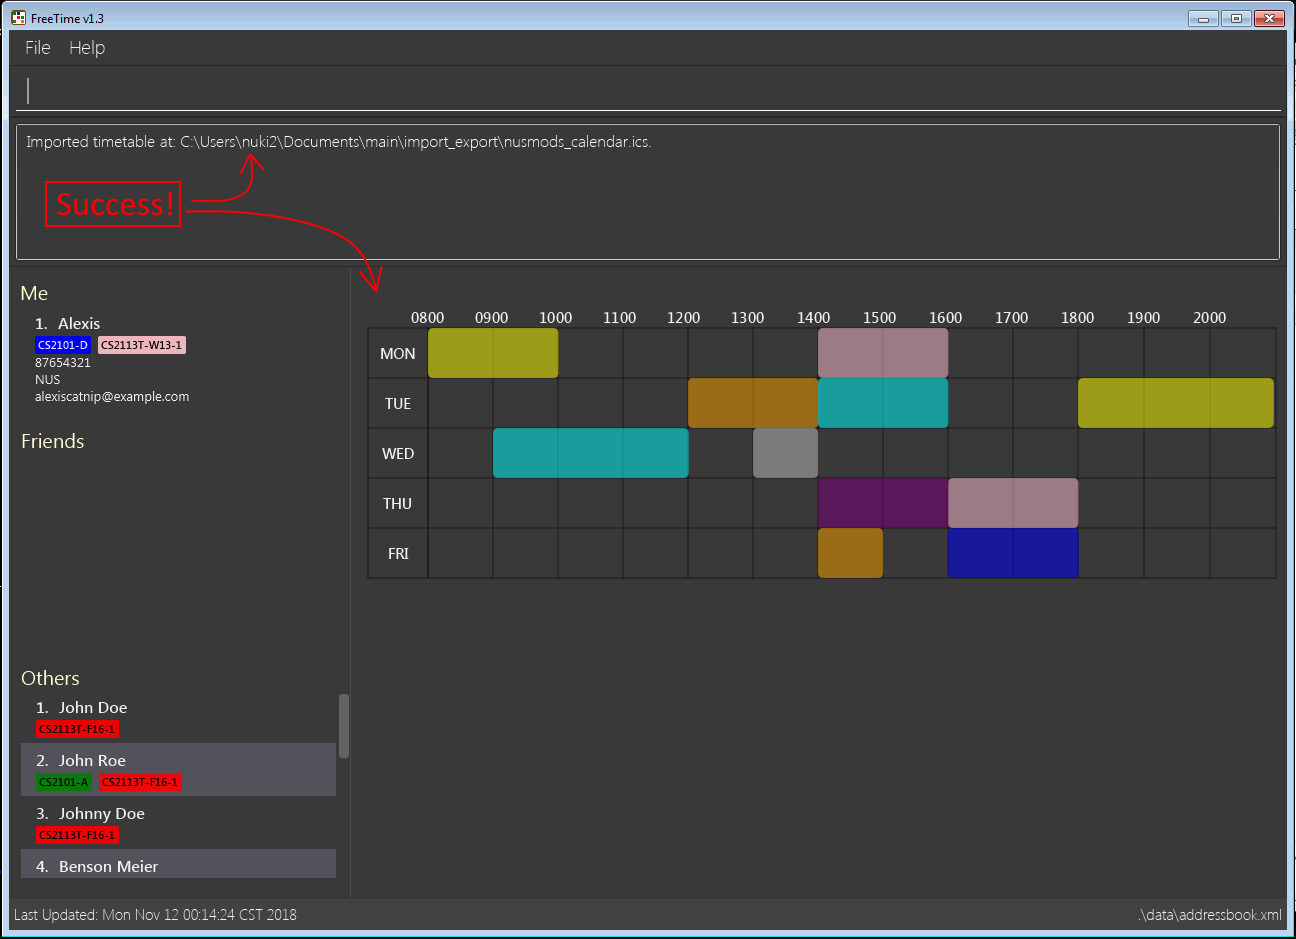 FreeTime v1.3
File Help
Imported timetable at: C:\Users\nuki2\Documents\main\import_export\nusmods_calendar.ics.
Success!
Me
1. Alexis
CS2101-D CS2113T-W13-1
87654321
NUS
alexiscatnip@example.com
Friends
Others
1. John Doe
CS2113T-F16-1
2. John Roe
CS2101-A CS2113T-F16-1
3. Johnny Doe
CS2113T-F16-1
4. Benson Meier
0800 0900 1000 1100 1200 1300 1400 1500 1600 1700 1800 1900 2000
MON
TUE
WED
THU
FRI
Last Updated: Mon Nov 12 00:14:24 CST 2018
.\data\addressbook.xml